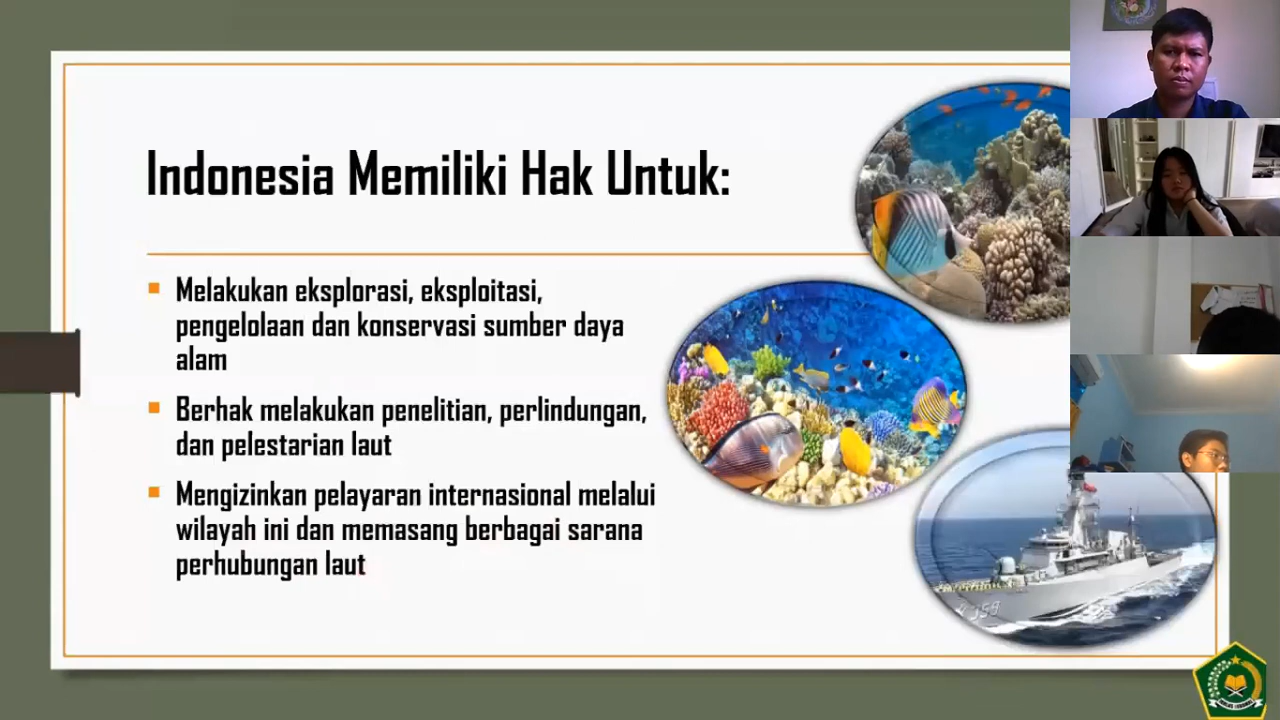 Indonesia Memiliki Hak Untuk:
Melakukan eksplorasi, eksploitasi,
pengelolaan dan konservasi sumber daya
alam
Berhak melakukan penelitian, perlindungan,
dan pelestarian laut
Mengizinkan pelayaran internasional melalui
wilayah ini dan memasang berbagai sarana
perhubungan laut